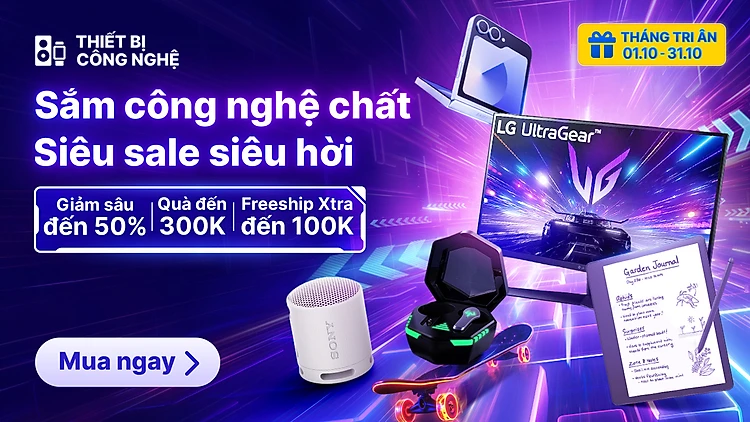 THIẾT BỊ
CÔNG NGHỆ
THÁNG TRI ÂN
01.10 - 31.10
Sắm công nghệ chất
Siêu sale siêu hời
Giảm sâu
đến 50%
Quà đến
300K
Freeship Xtra
đến 100K
Mua ngay
LG UltraGear™
SONY
Garden Journal